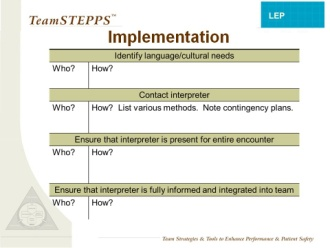 TeamSTEPPS™
LEP
Implementation
Identify language/cultural needs
Who? How?
Contact interpreter
Who? How? List various methods. Note contingency plans.
Ensure that interpreter is present for entire encounter
Who? How?
Ensure that interpreter is fully informed and integrated into team
Who? How?
Team Strategies & Tools to Enhance Performance & Patient Safety